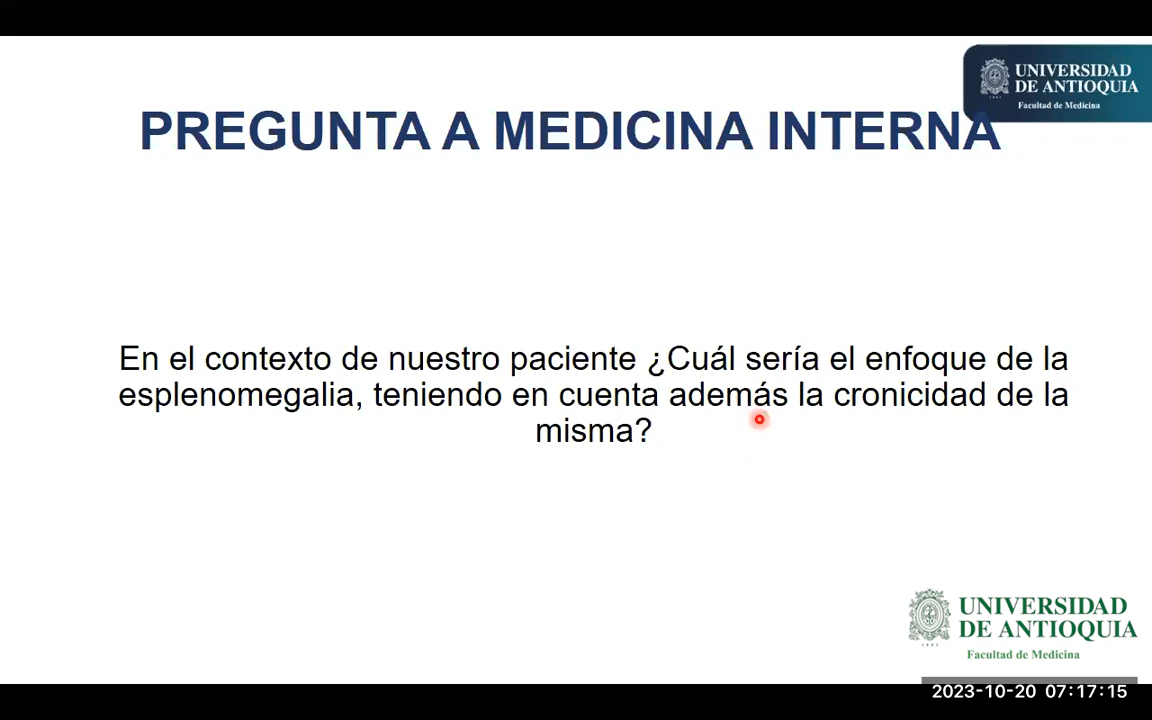 UNIVERSIDAD
DE ANTIOQUIA
Facultad de Medicina
PREGUNTA A MEDICINA INTERNA
En el contexto de nuestro paciente ¿Cuál sería el enfoque de la
esplenomegalia, teniendo en cuenta además la cronicidad de la
misma?
UNIVERSIDAD
DE ANTIOQUIA
1803
Facultad de Medicina
2023-10-20 07:17:15